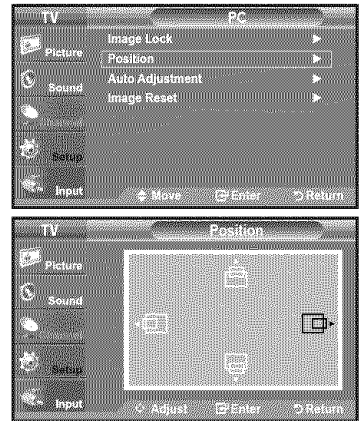 TV PC
Image Lock
Picture
Position
Auto Adjustment
Sound
Image Reset
Setup
Input
Move Enter Return
TV Position
Picture
Sound
Setup
Input
Adjust Enter Return